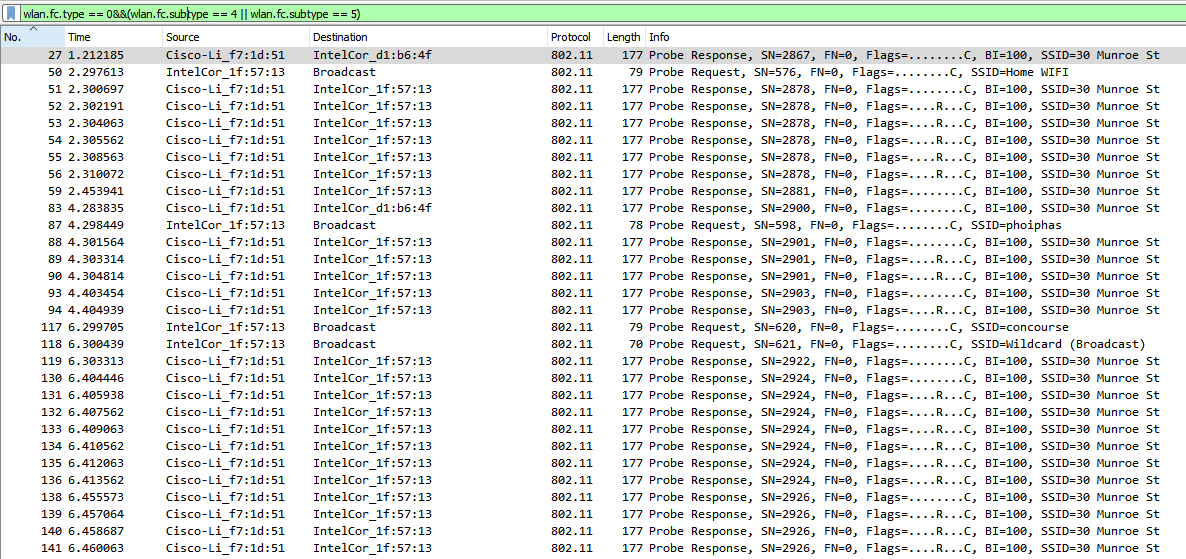 wlan.fc.type == 0&&(wlan.fc.subtype == 4 || wlan.fc.subtype == 5)
No. Time Source Destination Protocol Length Info
27 1.212185 Cisco-Li_f7:1d:51 IntelCor_d1:b6:4f 802.11 177 Probe Response, SN=2867, FN=0, Flags=........C, BI=100, SSID=30 Munroe St
50 2.297613 IntelCor_1f:57:13 Broadcast 802.11 79 Probe Request, SN=576, FN=0, Flags=........C, SSID=Home WIFI
51 2.300697 Cisco-Li_f7:1d:51 IntelCor_1f:57:13 802.11 177 Probe Response, SN=2878, FN=0, Flags=........C, BI=100, SSID=30 Munroe St
52 2.302191 Cisco-Li_f7:1d:51 IntelCor_1f:57:13 802.11 177 Probe Response, SN=2878, FN=0, Flags=....R...C, BI=100, SSID=30 Munroe St
53 2.304063 Cisco-Li_f7:1d:51 IntelCor_1f:57:13 802.11 177 Probe Response, SN=2878, FN=0, Flags=....R...C, BI=100, SSID=30 Munroe St
54 2.305562 Cisco-Li_f7:1d:51 IntelCor_1f:57:13 802.11 177 Probe Response, SN=2878, FN=0, Flags=....R...C, BI=100, SSID=30 Munroe St
55 2.308563 Cisco-Li_f7:1d:51 IntelCor_1f:57:13 802.11 177 Probe Response, SN=2878, FN=0, Flags=....R...C, BI=100, SSID=30 Munroe St
56 2.310072 Cisco-Li_f7:1d:51 IntelCor_1f:57:13 802.11 177 Probe Response, SN=2878, FN=0, Flags=....R...C, BI=100, SSID=30 Munroe St
59 2.453941 Cisco-Li_f7:1d:51 IntelCor_1f:57:13 802.11 177 Probe Response, SN=2881, FN=0, Flags=........C, BI=100, SSID=30 Munroe St
83 4.283835 Cisco-Li_f7:1d:51 IntelCor_d1:b6:4f 802.11 177 Probe Response, SN=2900, FN=0, Flags=........C, BI=100, SSID=30 Munroe St
87 4.298449 IntelCor_1f:57:13 Broadcast 802.11 78 Probe Request, SN=598, FN=0, Flags=........C, SSID=phoiphas
88 4.301564 Cisco-Li_f7:1d:51 IntelCor_1f:57:13 802.11 177 Probe Response, SN=2901, FN=0, Flags=........C, BI=100, SSID=30 Munroe St
89 4.303314 Cisco-Li_f7:1d:51 IntelCor_1f:57:13 802.11 177 Probe Response, SN=2901, FN=0, Flags=....R...C, BI=100, SSID=30 Munroe St
90 4.304814 Cisco-Li_f7:1d:51 IntelCor_1f:57:13 802.11 177 Probe Response, SN=2901, FN=0, Flags=....R...C, BI=100, SSID=30 Munroe St
93 4.403454 Cisco-Li_f7:1d:51 IntelCor_1f:57:13 802.11 177 Probe Response, SN=2903, FN=0, Flags=........C, BI=100, SSID=30 Munroe St
94 4.404939 Cisco-Li_f7:1d:51 IntelCor_1f:57:13 802.11 177 Probe Response, SN=2903, FN=0, Flags=....R...C, BI=100, SSID=30 Munroe St
117 6.299705 IntelCor_1f:57:13 Broadcast 802.11 79 Probe Request, SN=620, FN=0, Flags=........C, SSID=concourse
118 6.300439 IntelCor_1f:57:13 Broadcast 802.11 70 Probe Request, SN=621, FN=0, Flags=........C, SSID=Wildcard (Broadcast)
119 6.303313 Cisco-Li_f7:1d:51 IntelCor_1f:57:13 802.11 177 Probe Response, SN=2922, FN=0, Flags=........C, BI=100, SSID=30 Munroe St
130 6.404446 Cisco-Li_f7:1d:51 IntelCor_1f:57:13 802.11 177 Probe Response, SN=2924, FN=0, Flags=........C, BI=100, SSID=30 Munroe St
131 6.405938 Cisco-Li_f7:1d:51 IntelCor_1f:57:13 802.11 177 Probe Response, SN=2924, FN=0, Flags=....R...C, BI=100, SSID=30 Munroe St
132 6.407562 Cisco-Li_f7:1d:51 IntelCor_1f:57:13 802.11 177 Probe Response, SN=2924, FN=0, Flags=....R...C, BI=100, SSID=30 Munroe St
133 6.409063 Cisco-Li_f7:1d:51 IntelCor_1f:57:13 802.11 177 Probe Response, SN=2924, FN=0, Flags=....R...C, BI=100, SSID=30 Munroe St
134 6.410562 Cisco-Li_f7:1d:51 IntelCor_1f:57:13 802.11 177 Probe Response, SN=2924, FN=0, Flags=....R...C, BI=100, SSID=30 Munroe St
135 6.412063 Cisco-Li_f7:1d:51 IntelCor_1f:57:13 802.11 177 Probe Response, SN=2924, FN=0, Flags=....R...C, BI=100, SSID=30 Munroe St
136 6.413562 Cisco-Li_f7:1d:51 IntelCor_1f:57:13 802.11 177 Probe Response, SN=2924, FN=0, Flags=....R...C, BI=100, SSID=30 Munroe St
138 6.455573 Cisco-Li_f7:1d:51 IntelCor_1f:57:13 802.11 177 Probe Response, SN=2926, FN=0, Flags=........C, BI=100, SSID=30 Munroe St
139 6.457064 Cisco-Li_f7:1d:51 IntelCor_1f:57:13 802.11 177 Probe Response, SN=2926, FN=0, Flags=....R...C, BI=100, SSID=30 Munroe St
140 6.458687 Cisco-Li_f7:1d:51 IntelCor_1f:57:13 802.11 177 Probe Response, SN=2926, FN=0, Flags=....R...C, BI=100, SSID=30 Munroe St
141 6.460063 Cisco-Li_f7:1d:51 IntelCor_1f:57:13 802.11 177 Probe Response, SN=2926, FN=0, Flags=....R...C, BI=100, SSID=30 Munroe St